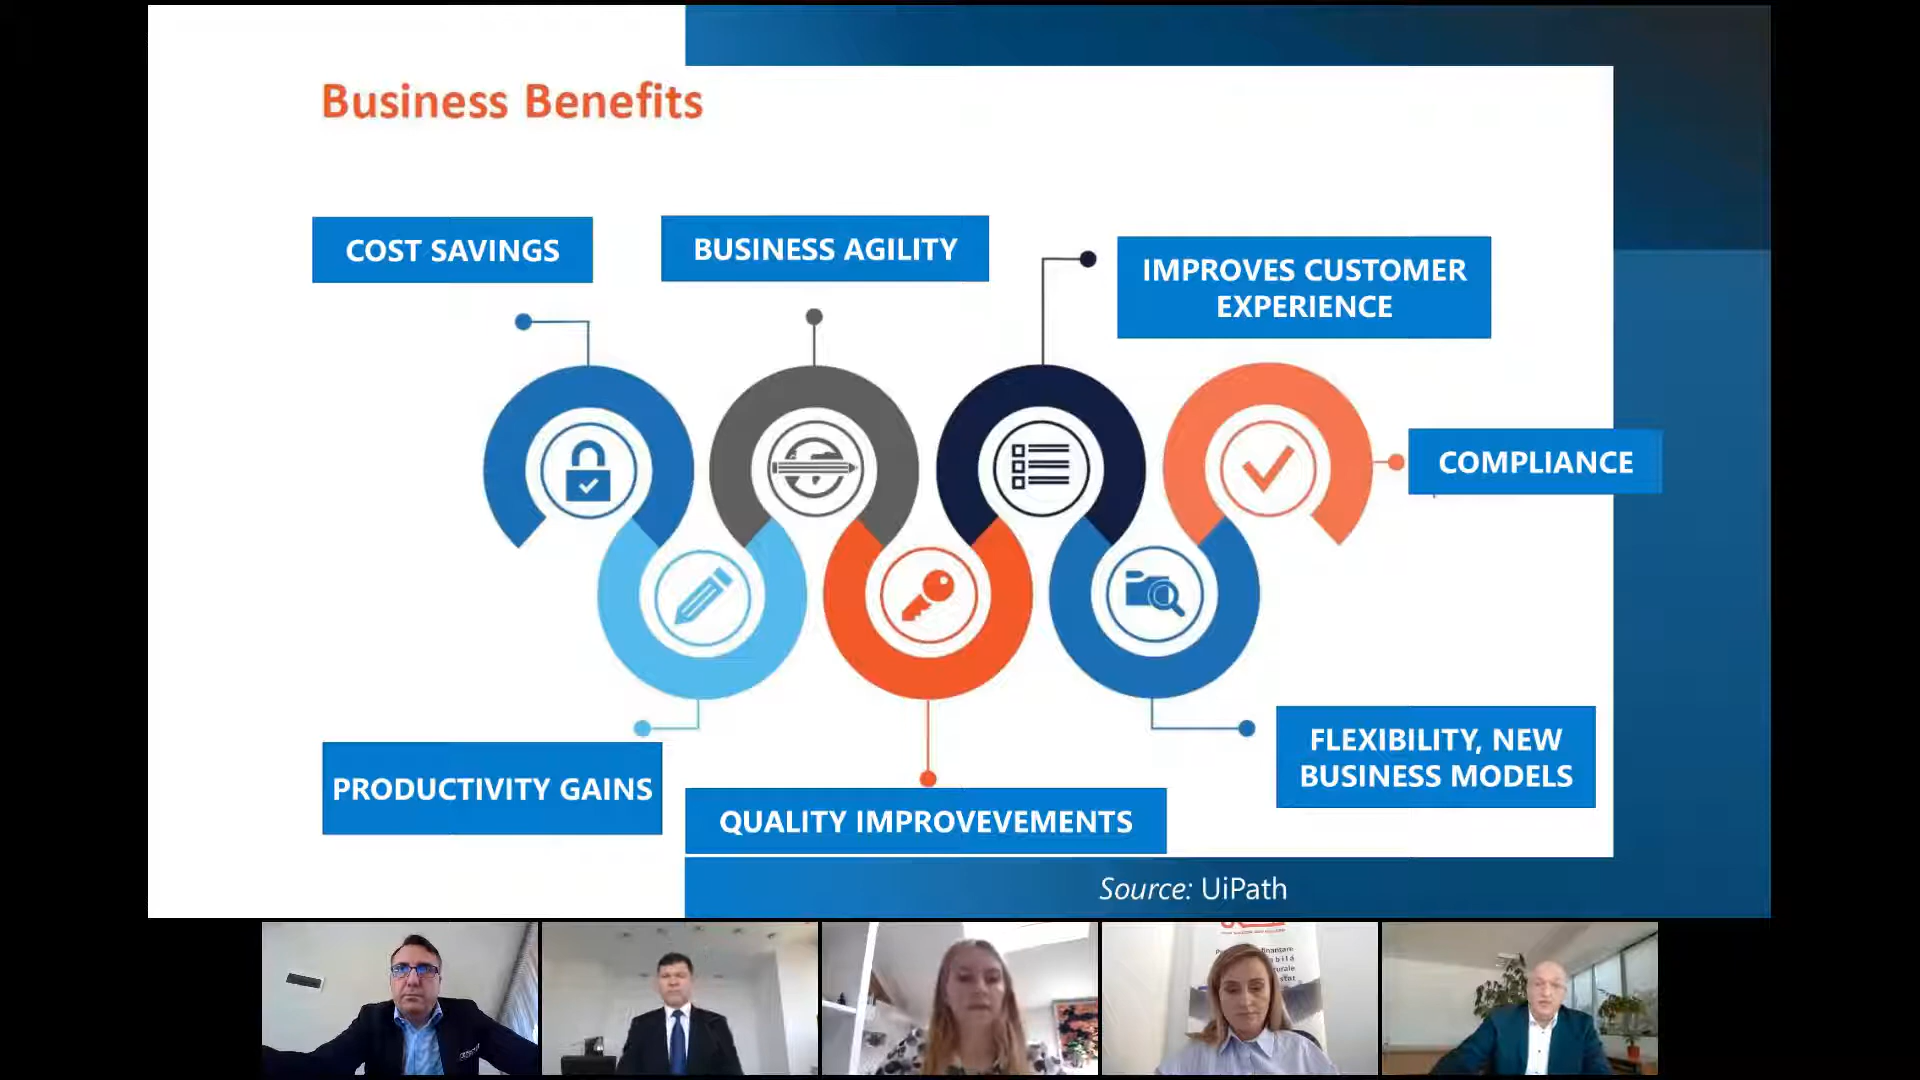 Business Benefits
COST SAVINGS
BUSINESS AGILITY
IMPROVES CUSTOMER
EXPERIENCE
COMPLIANCE
PRODUCTIVITY GAINS
QUALITY IMPROVEVEMENTS
FLEXIBILITY, NEW
BUSINESS MODELS
Source: UiPath